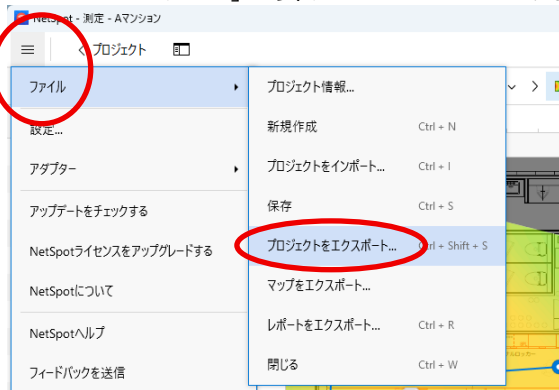 NetSpot - 測定 - Aマンション
プロジェクト
ファイル
設定...
アダプター
アップデートをチェックする
NetSpotライセンスをアップグレードする
NetSpotについて
NetSpotヘルプ
フィードバックを送信
プロジェクト情報...
新規作成 Ctrl + N
プロジェクトをインポート... Ctrl + I
保存 Ctrl + S
プロジェクトをエクスポート... Ctrl + Shift + S
マップをエクスポート...
レポートをエクスポート... Ctrl + R
閉じる Ctrl + W